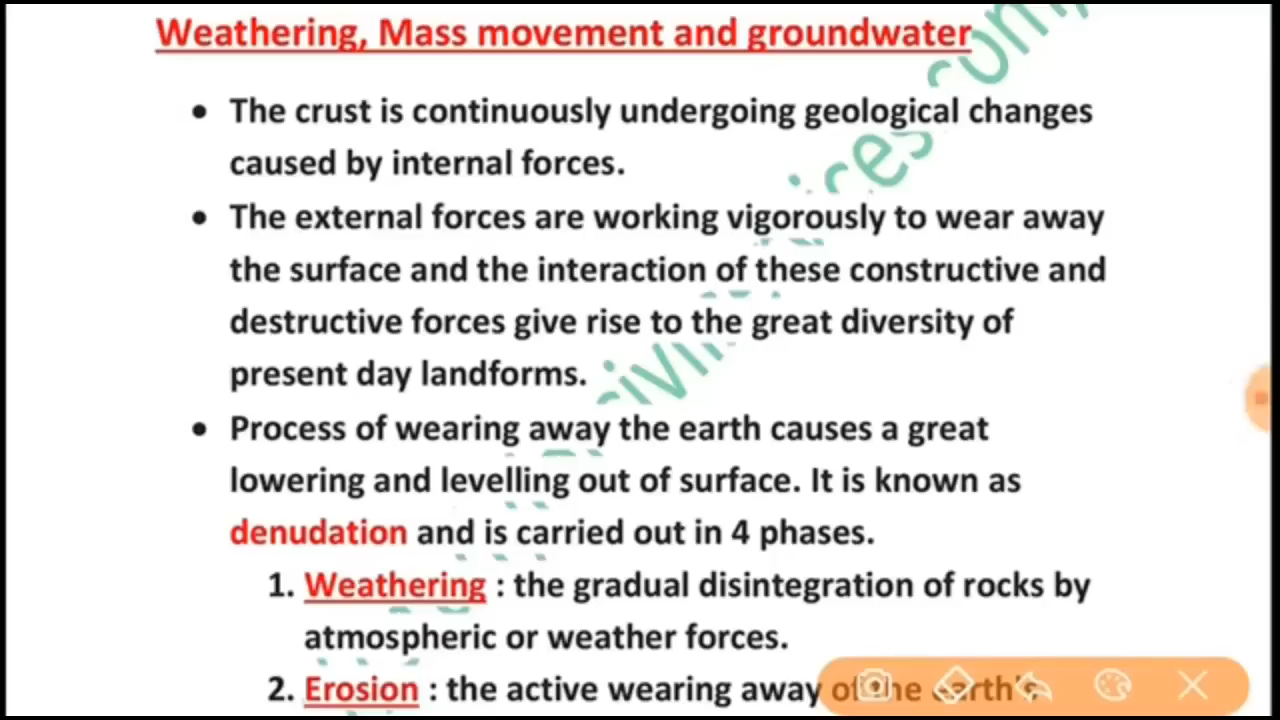 Weathering, Mass movement and groundwater
• The crust is continuously undergoing geological changes
caused by internal forces.
• The external forces are working vigorously to wear away
the surface and the interaction of these constructive and
destructive forces give rise to the great diversity of
present day landforms.
• Process of wearing away the earth causes a great
lowering and levelling out of surface. It is known as
denudation and is carried out in 4 phases.
1. Weathering : the gradual disintegration of rocks by
atmospheric or weather forces.
2. Erosion : the active wearing away of the earth's